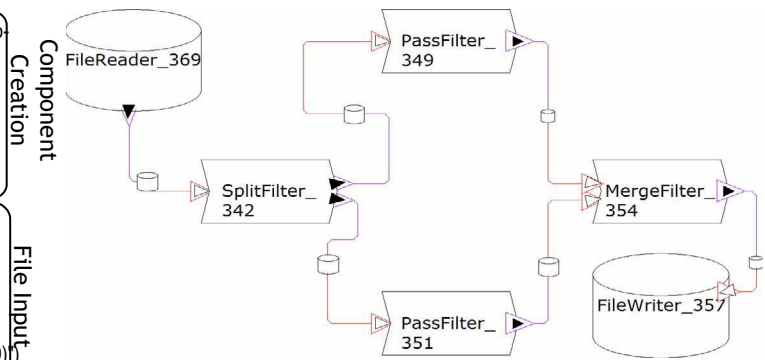 Component
Creation
File Input
FileReader_369
PassFilter_
349
SplitFilter_
342
MergeFilter_
354
FileWriter_357
PassFilter_
351